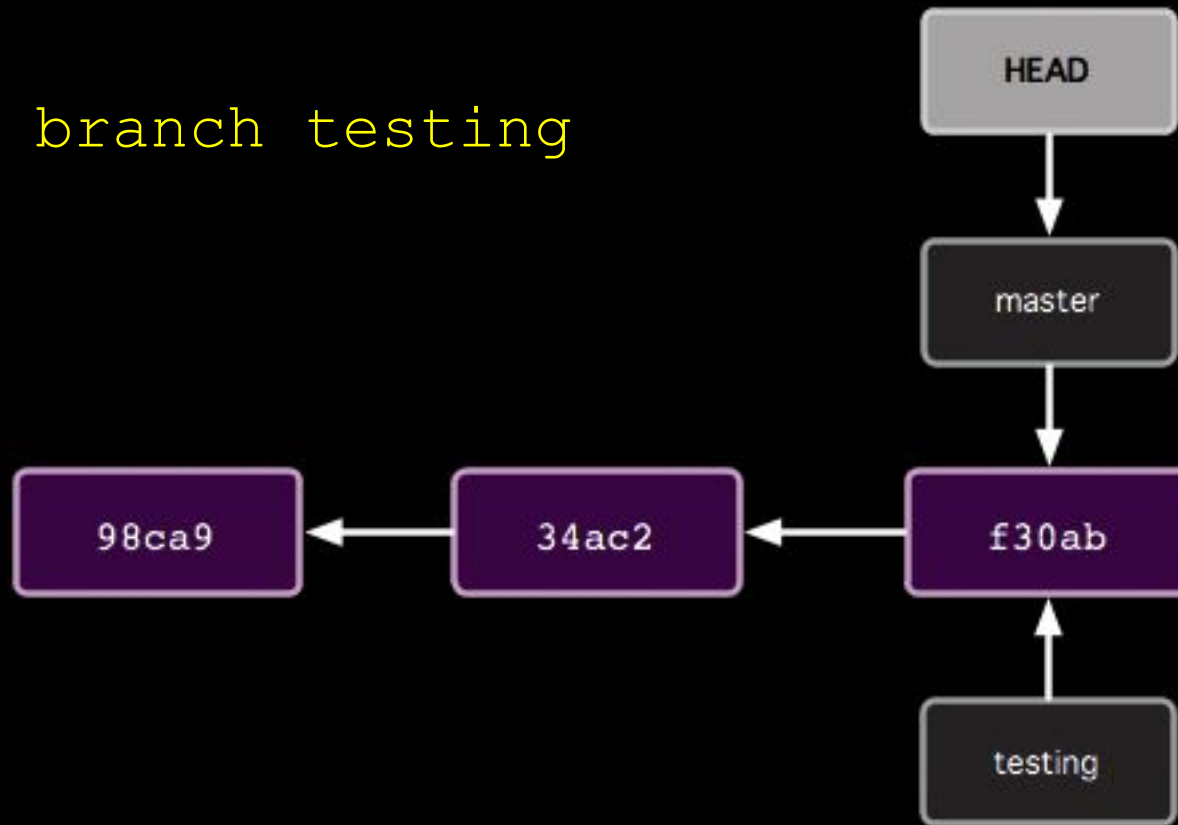 branch testing
HEAD
master
98ca9
34ac2
f30ab
testing